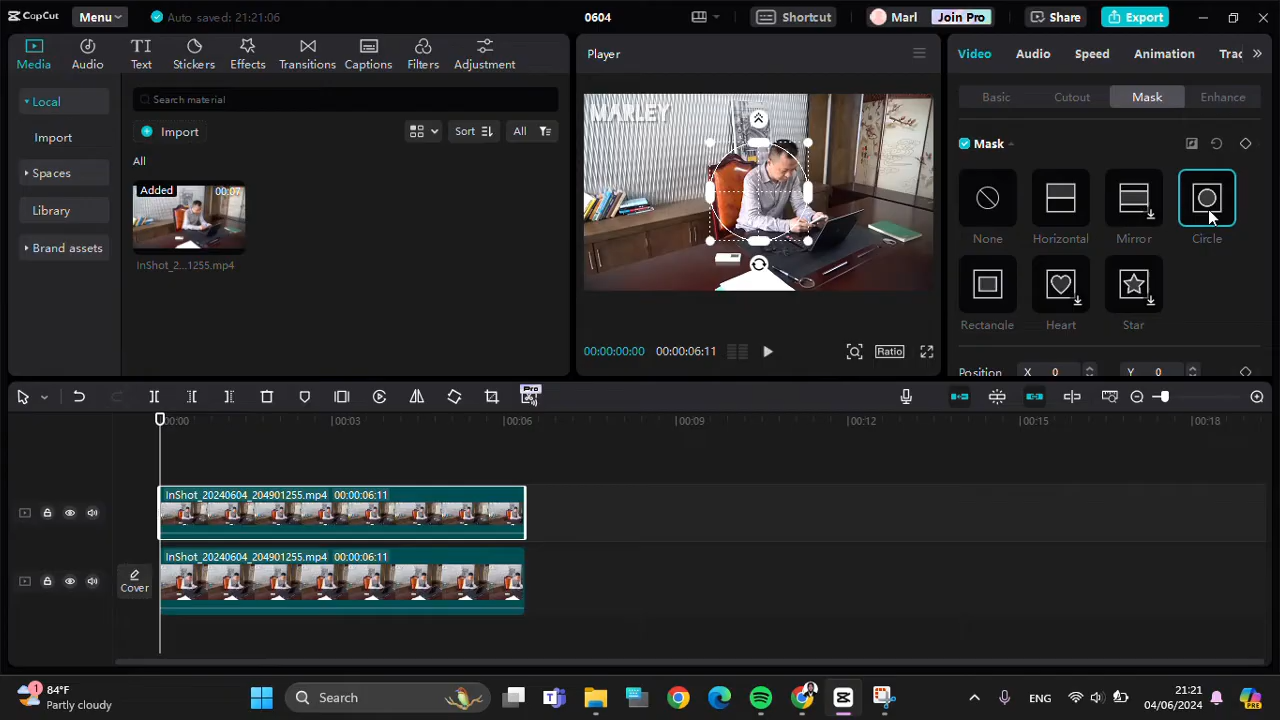 CapCut Menu Auto saved: 21:21:06 0604 Shortcut Marl Join Pro Share Export
Media Audio Text Stickers Effects Transitions Captions Filters Adjustment
Player
Video Audio Speed Animation Trac
Local
Import
Spaces
Library
Brand assets
Search material
Import Sort All
All
Added 00:07
InShot_2...1255.mp4
MARLEY
00:00:00:00 00:00:06:11 Ratio
Basic Cutout Mask Enhance
Mask
None Horizontal Mirror Circle
Rectangle Heart Star
Position X 0 Y 0
Pro
00:00 00:03 00:06 00:09 00:12 00:15 00:18
InShot_20240604_204901255.mp4 00:00:06:11
InShot_20240604_204901255.mp4 00:00:06:11
Cover
1
84°F
Partly cloudy
Search
ENG
21:23
04/06/2024
PRE